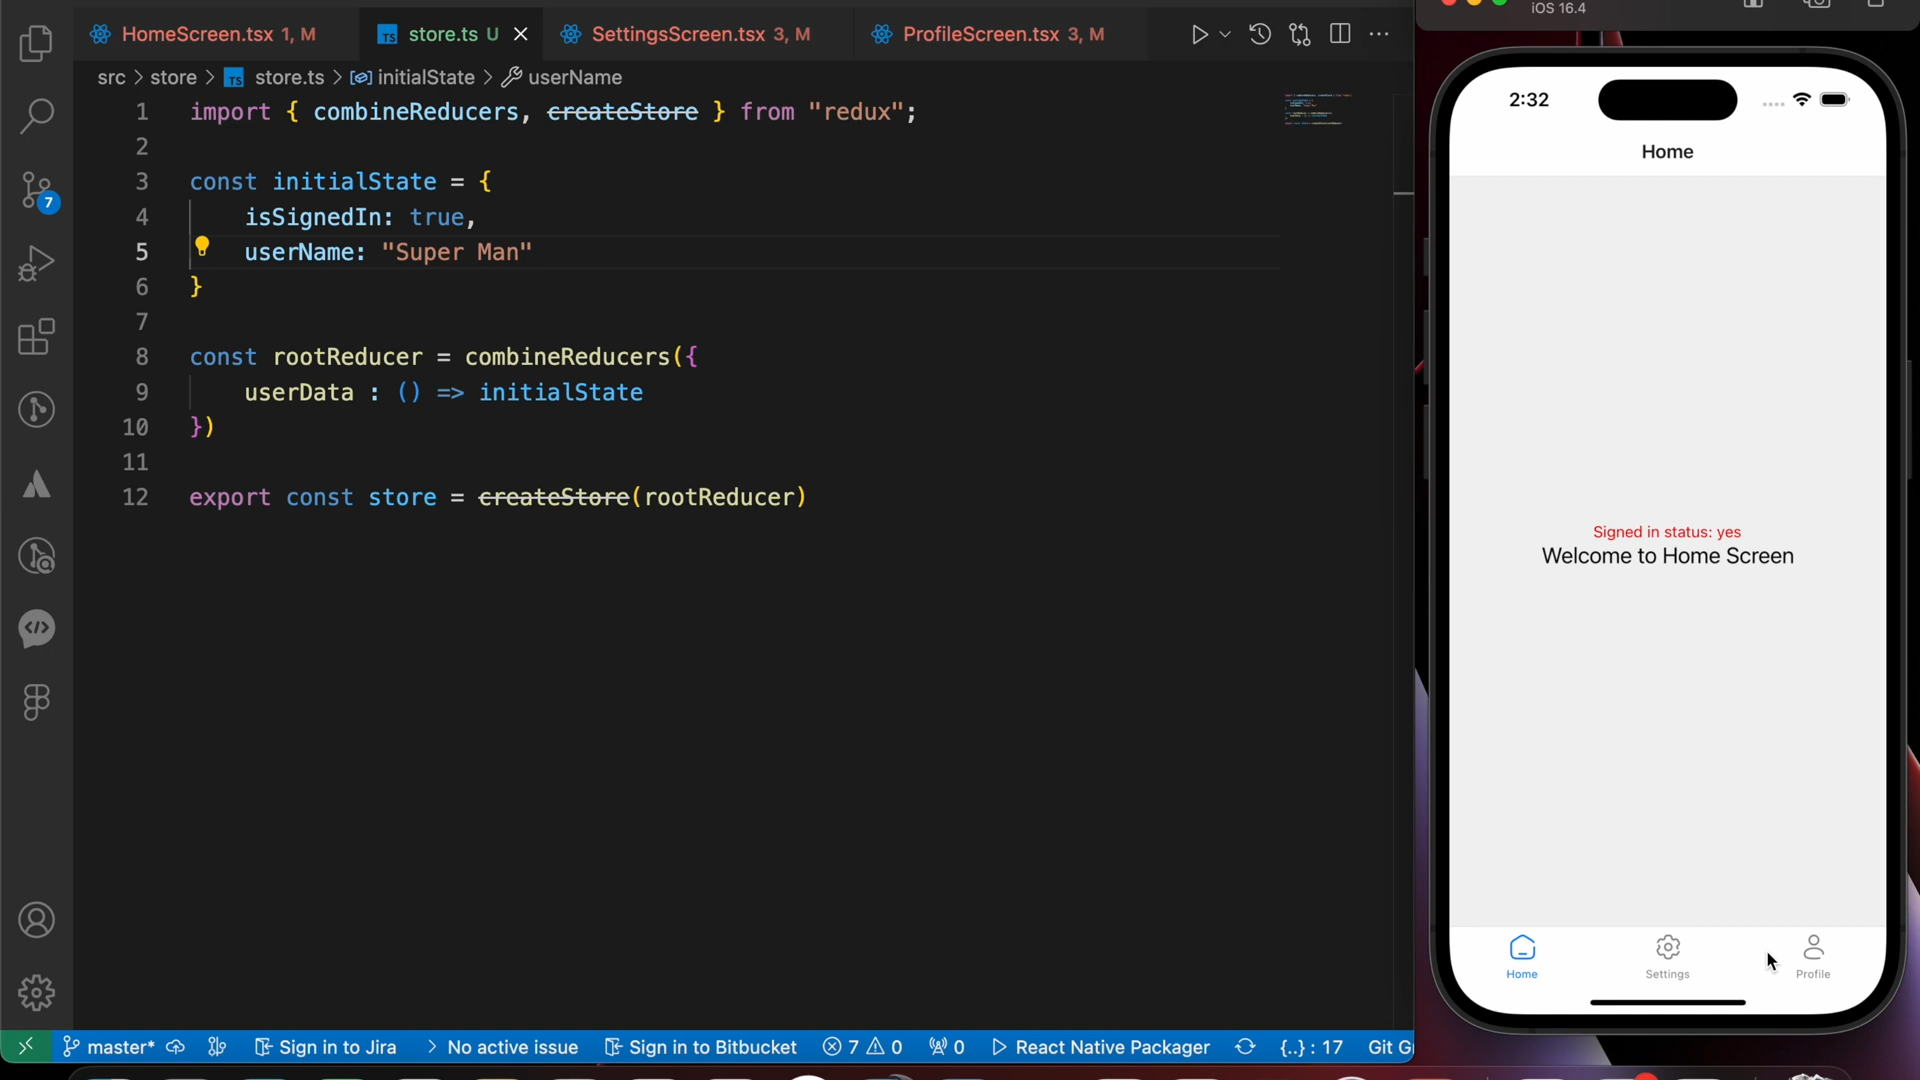 HomeScreen.tsx 1, M
store.ts U
SettingsScreen.tsx 3, M
ProfileScreen.tsx 3, M
src > store > TS store.ts > initialState > userName
1 import { combineReducers, createStore } from "redux";
2
3 const initialState = {
4 isSignedIn: true,
5 userName: "Super Man"
6 }
7
8 const rootReducer = combineReducers({
9 userData : () => initialState
10 })
11
12 export const store = createStore(rootReducer)
7
master*
Sign in to Jira
No active issue
Sign in to Bitbucket
7 0
0
React Native Packager
{..} : 17
Git G
iOS 16.4
2:32
Home
Signed in status: yes
Welcome to Home Screen
Home
Settings
Profile